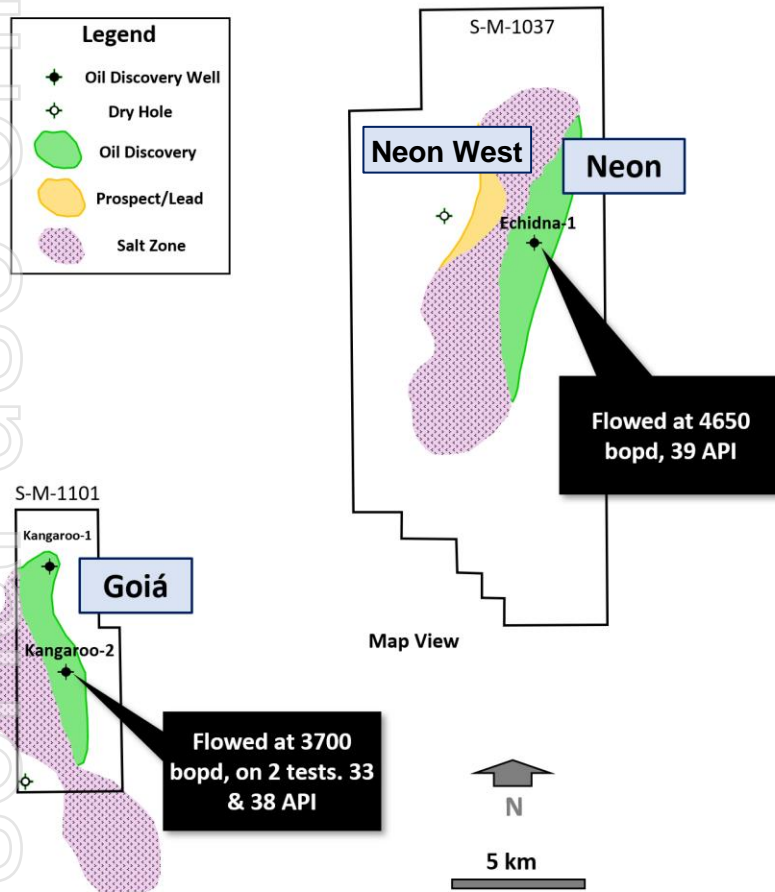 Legend
Oil Discovery Well
Dry Hole
Oil Discovery
Prospect/Lead
Salt Zone
S-M-1037
Neon West
Neon
Echidna-1
Flowed at 4650
bopd, 39 API
S-M-1101
Kangaroo-1
Goiá
Kangaroo-2
Map View
Flowed at 3700
bopd, on 2 tests. 33
& 38 API
N
5 km